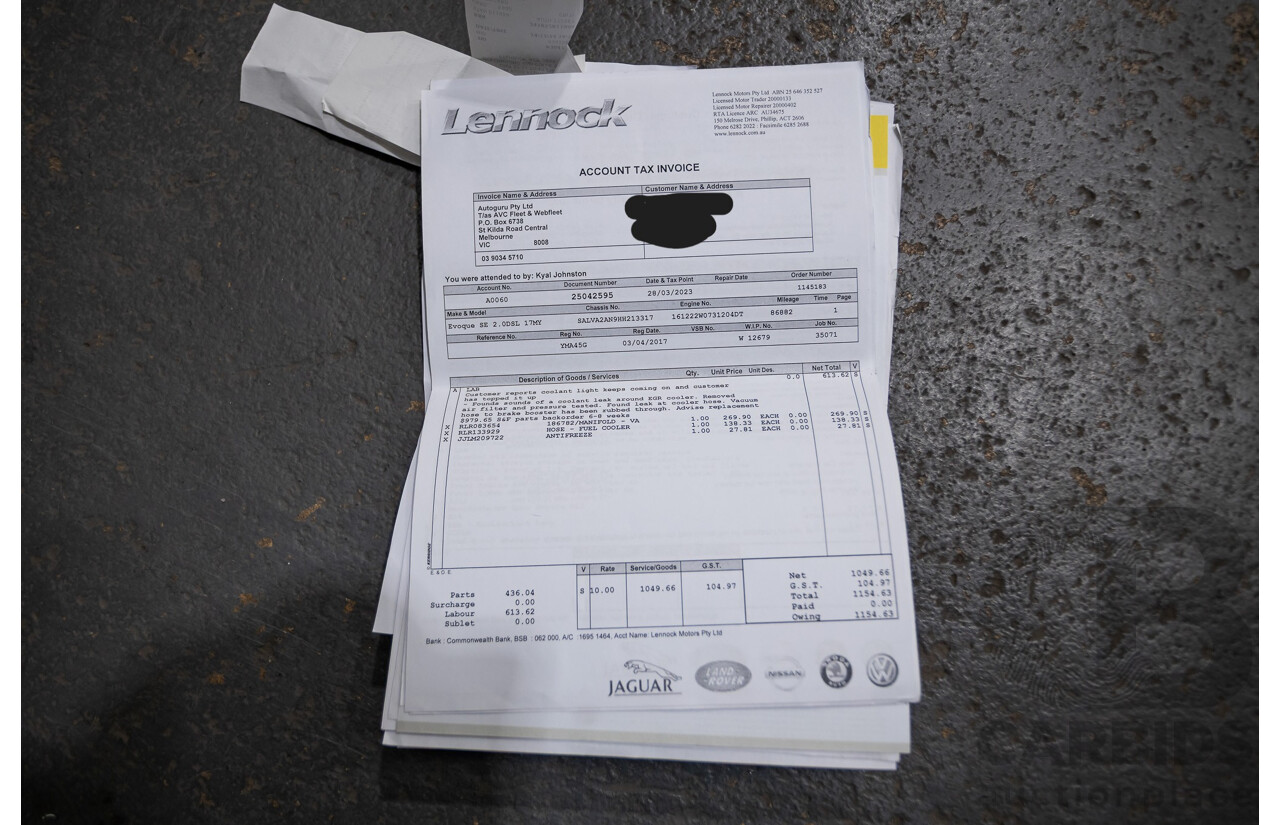 Lennock
Lennock Motors Pty Ltd ABN 25 646 352 527
Licensed Motor Trader 20000131
Licensed Motor Repairer 20000402
RTA Licence ARC AU34675
150 Melrose Drive, Phillip, ACT 2606
Phone 6282 2022 : Facsimile 6285 2688
www.lennock.com.au
ACCOUNT TAX INVOICE
Invoice Name & Address Customer Name & Address
Autoguru Pty Ltd
T/as AVC Fleet & Webfleet
P.O. Box 6738
St Kilda Road Central
Melbourne
VIC 8008
03 9034 5710
You were attended to by: Kyal Johnston
Account No. Document Number Date & Tax Point Repair Date Order Number
A0060 25042595 28/03/2023 1145183
Make & Model Chassis No. Engine No. Mileage Time Page
Evoque SE 2.0DSL 17MY SALVA2AN9HH213317 161222W0731204DT 86882 1
Reference No. Reg No. Reg Date. VSB No. W.I.P. No. Job No.
YMA45G 03/04/2017 W 12679 35071
Description of Goods / Services Qty. Unit Price Unit Des. Net Total V
A LAB 0.0 613.62 S
Customer reports coolant light keeps coming on and customer
has topped it up
- Founds sounds of a coolant leak around EGR cooler. Removed
air filter and pressure tested. Found leak at cooler hose. Vacuum
hose to brake booster has been rubbed through. Advise replacement
$979.65 S&F parts backorder 6-8 weeks
X RLR083654 186782/MANIFOLD - VA 1.00 269.90 EACH 0.00 269.90 S
X RLR133929 HOSE - FUEL COOLER 1.00 138.33 EACH 0.00 138.33 S
X JJLM209722 ANTIFREEZE 1.00 27.81 EACH 0.00 27.81 S
E & O E
V Rate Service/Goods G.S.T.
S 10.00 1049.66 104.97
Parts 436.04
Surcharge 0.00
Labour 613.62
Sublet 0.00
Net 1049.66
G.S.T. 104.97
Total 1154.63
Paid 0.00
Owing 1154.63
Bank : Commonwealth Bank, BSB : 062 000, A/C :1695 1464, Acct Name: Lennock Motors Pty Ltd
JAGUAR LAND-ROVER NISSAN
CARBIDS